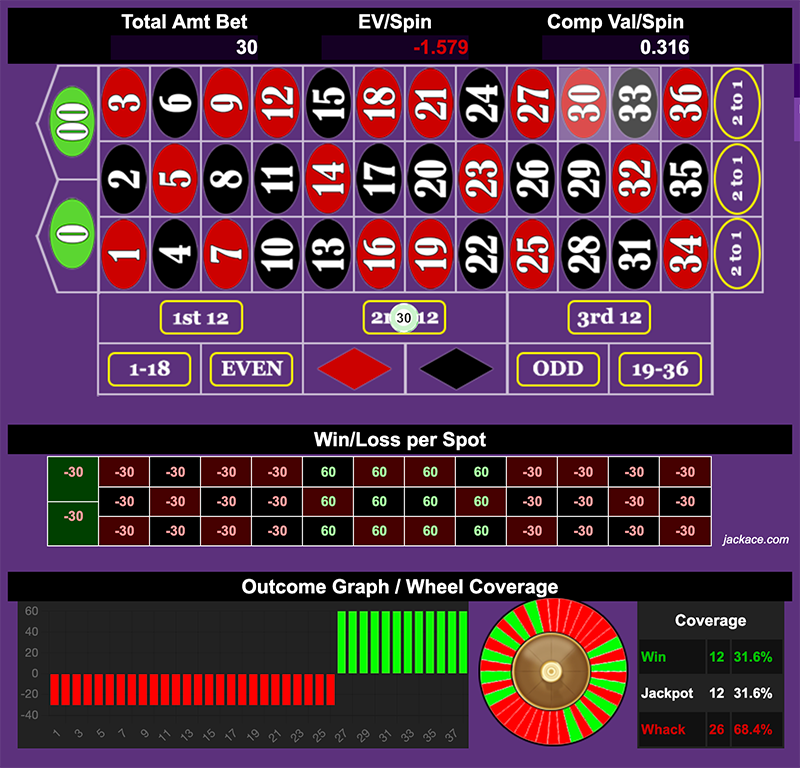 Total Amt Bet EV/Spin Comp Val/Spin
30 -1.579 0.316
00 3 6 9 12 15 18 21 24 27 30 33 36 2 to 1
2 5 8 11 14 17 20 23 26 29 32 35 2 to 1
0 1 4 7 10 13 16 19 22 25 28 31 34 2 to 1
1st 12 30 12 3rd 12
1-18 EVEN ODD 19-36
Win/Loss per Spot
-30 -30 -30 -30 -30 60 60 60 60 -30 -30 -30 -30
-30 -30 -30 -30 60 60 60 60 -30 -30 -30 -30
-30 -30 -30 -30 -30 60 60 60 60 -30 -30 -30 -30
jackace.com
Outcome Graph / Wheel Coverage
60
40
20
0
-20
-40
1 3 5 7 9 11 13 15 17 19 21 23 25 27 29 31 33 35 37
Coverage
Win 12 31.6%
Jackpot 12 31.6%
Whack 26 68.4%